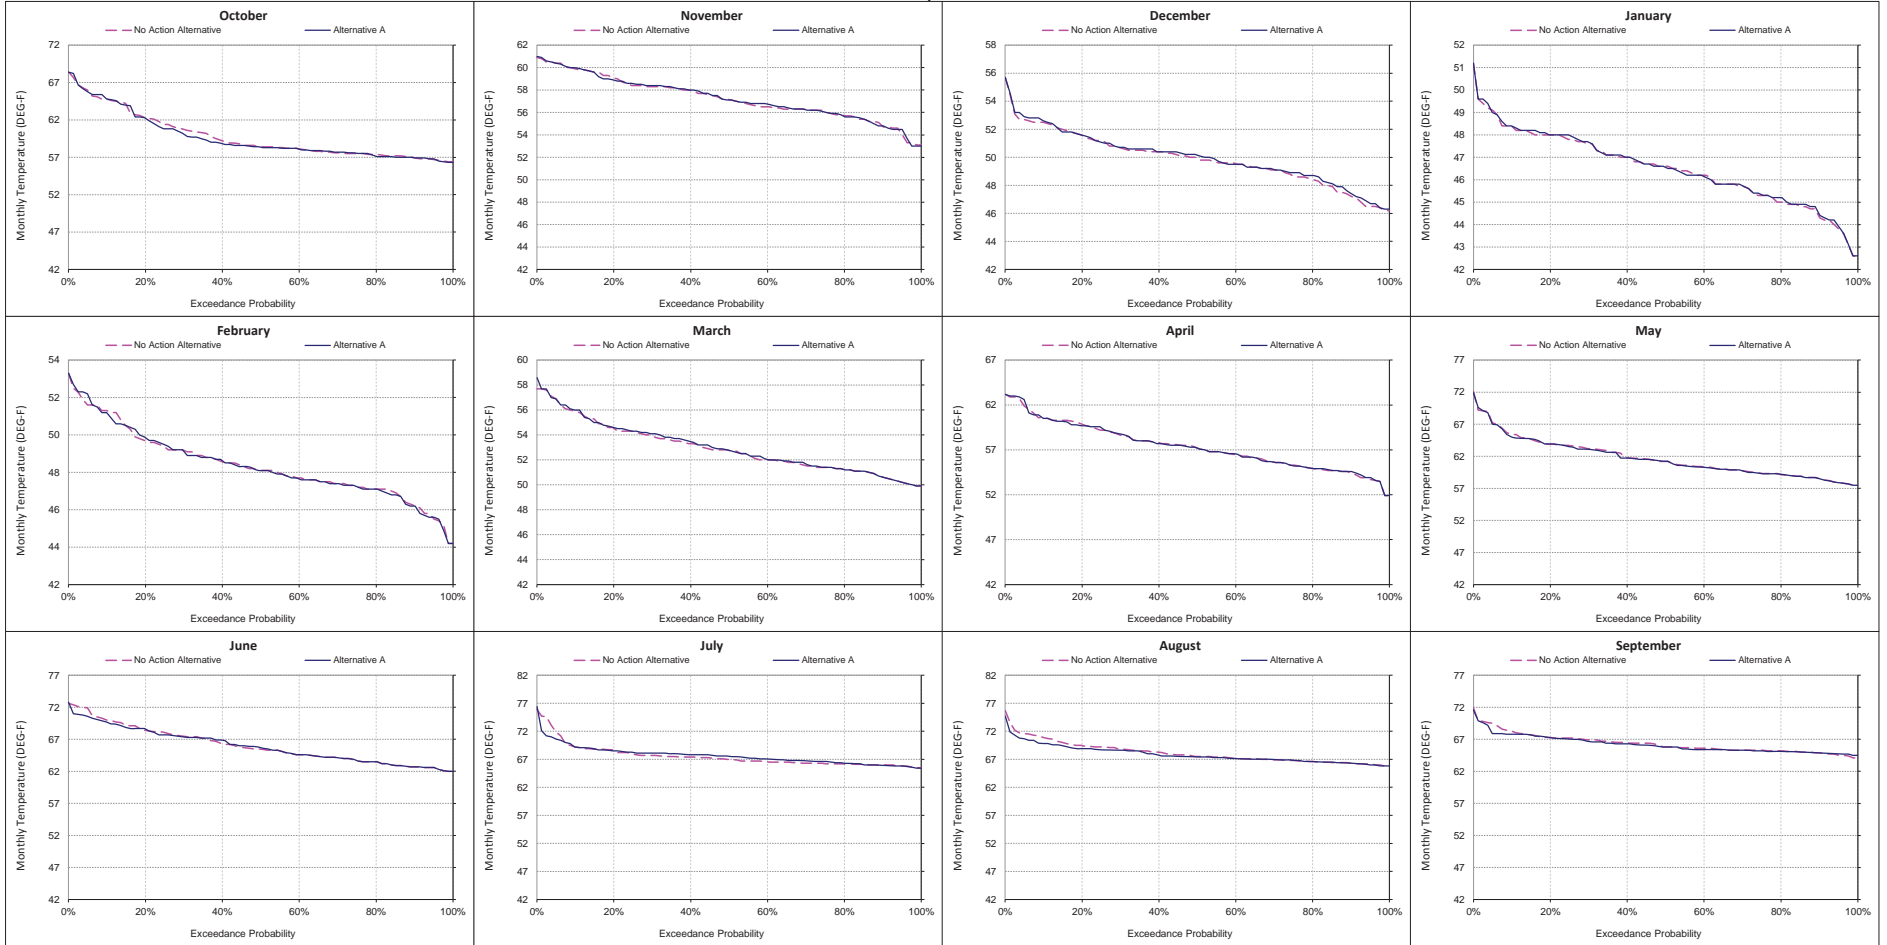 October
No Action Alternative Alternative A
Monthly Temperature (DEG-F)
72
67
62
57
52
47
42
0% 20% 40% 60% 80% 100%
Exceedance Probability
November
No Action Alternative Alternative A
Monthly Temperature (DEG-F)
62
60
58
56
54
52
50
48
46
44
42
0% 20% 40% 60% 80% 100%
Exceedance Probability
December
No Action Alternative Alternative A
Monthly Temperature (DEG-F)
58
56
54
52
50
48
46
44
42
0% 20% 40% 60% 80% 100%
Exceedance Probability
January
No Action Alternative Alternative A
Monthly Temperature (DEG-F)
52
51
50
49
48
47
46
45
44
43
42
0% 20% 40% 60% 80% 100%
Exceedance Probability
February
No Action Alternative Alternative A
Monthly Temperature (DEG-F)
54
52
50
48
46
44
42
0% 20% 40% 60% 80% 100%
Exceedance Probability
March
No Action Alternative Alternative A
Monthly Temperature (DEG-F)
60
58
56
54
52
50
48
46
44
42
0% 20% 40% 60% 80% 100%
Exceedance Probability
April
No Action Alternative Alternative A
Monthly Temperature (DEG-F)
67
62
57
52
47
42
0% 20% 40% 60% 80% 100%
Exceedance Probability
May
No Action Alternative Alternative A
Monthly Temperature (DEG-F)
77
72
67
62
57
52
47
42
0% 20% 40% 60% 80% 100%
Exceedance Probability
June
No Action Alternative Alternative A
Monthly Temperature (DEG-F)
77
72
67
62
57
52
47
42
0% 20% 40% 60% 80% 100%
Exceedance Probability
July
No Action Alternative Alternative A
Monthly Temperature (DEG-F)
82
77
72
67
62
57
52
47
42
0% 20% 40% 60% 80% 100%
Exceedance Probability
August
No Action Alternative Alternative A
Monthly Temperature (DEG-F)
82
77
72
67
62
57
52
47
42
0% 20% 40% 60% 80% 100%
Exceedance Probability
September
No Action Alternative Alternative A
Monthly Temperature (DEG-F)
77
72
67
62
57
52
47
42
0% 20% 40% 60% 80% 100%
Exceedance Probability